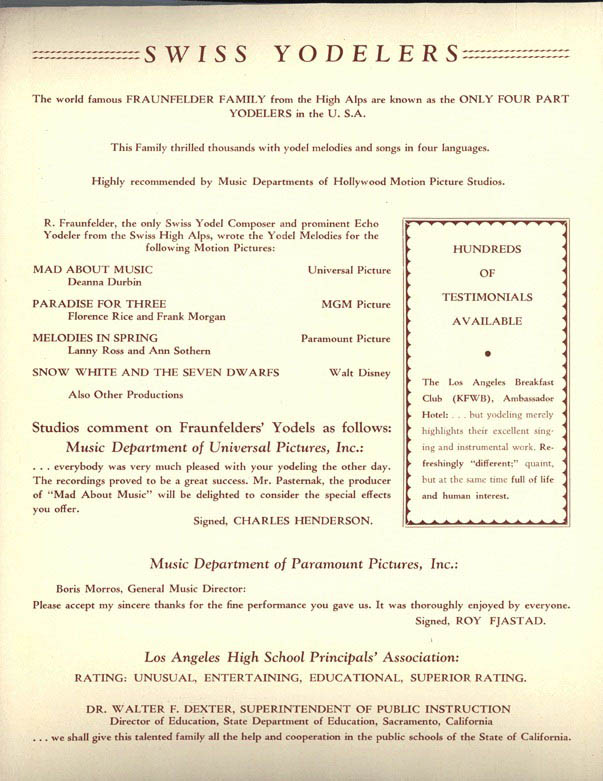 SWISS YODELERS
The world famous FRAUNFELDER FAMILY from the High Alps are known as the ONLY FOUR PART
YODELERS in the U. S.A.
This Family thrilled thousands with yodel melodies and songs in four languages.
Highly recommended by Music Departments of Hollywood Motion Picture Studios.
R. Fraunfelder, the only Swiss Yodel Composer and prominent Echo
Yodeler from the Swiss High Alps, wrote the Yodel Melodies for the
following Motion Pictures:
MAD ABOUT MUSIC Universal Picture
Deanna Durbin
PARADISE FOR THREE MGM Picture
Florence Rice and Frank Morgan
MELODIES IN SPRING Paramount Picture
Lanny Ross and Ann Sothern
SNOW WHITE AND THE SEVEN DWARFS Walt Disney
Also Other Productions
Studios comment on Fraunfelders' Yodels as follows:
Music Department of Universal Pictures, Inc.:
. . . everybody was very much pleased with your yodeling the other day.
The recordings proved to be a great success. Mr. Pasternak, the producer
of "Mad About Music" will be delighted to consider the special effects
you offer.
Signed, CHARLES HENDERSON.
HUNDREDS
OF
TESTIMONIALS
AVAILABLE
•
The Los Angeles Breakfast
Club (KFWB), Ambassador
Hotel: . . . but yodeling merely
highlights their excellent sing-
ing and instrumental work. Re-
freshingly "different;" quaint,
but at the same time full of life
and human interest.
Music Department of Paramount Pictures, Inc.:
Boris Morros, General Music Director:
Please accept my sincere thanks for the fine performance you gave us. It was thoroughly enjoyed by everyone.
Signed, ROY FJASTAD.
Los Angeles High School Principals' Association:
RATING: UNUSUAL, ENTERTAINING, EDUCATIONAL, SUPERIOR RATING.
DR. WALTER F. DEXTER, SUPERINTENDENT OF PUBLIC INSTRUCTION
Director of Education, State Department of Education, Sacramento, California
. . . we shall give this talented family all the help and cooperation in the public schools of the State of California.